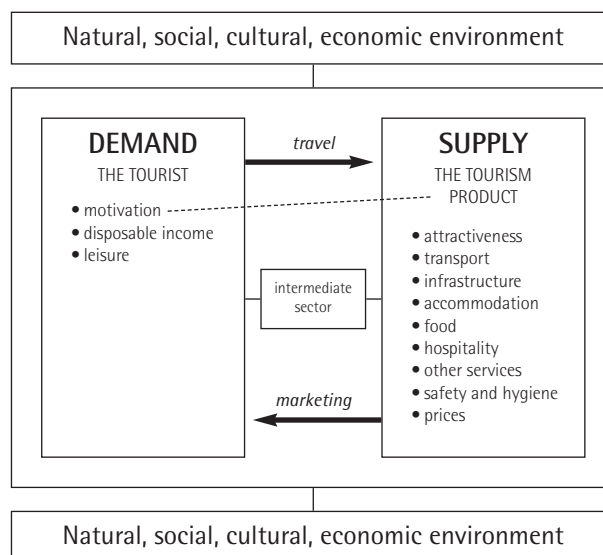 Natural, social, cultural, economic environment
DEMAND
THE TOURIST
• motivation
• disposable income
• leisure
travel
intermediate
sector
marketing
SUPPLY
THE TOURISM
PRODUCT
• attractiveness
• transport
• infrastructure
• accommodation
• food
• hospitality
• other services
• safety and hygiene
• prices
Natural, social, cultural, economic environment